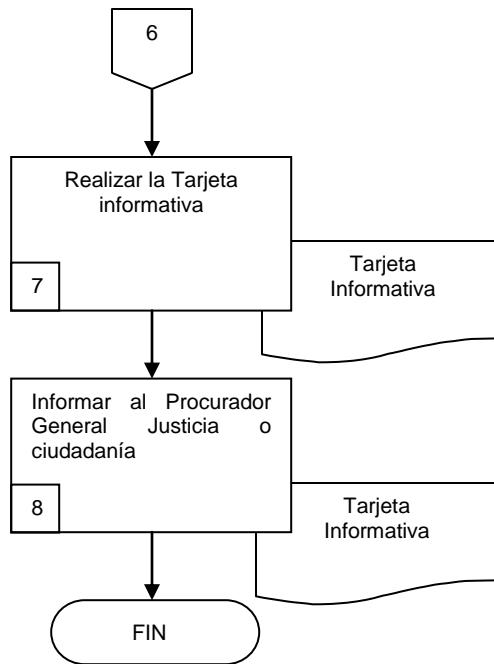 6
Realizar la Tarjeta
informativa
7
Tarjeta
Informativa
Informar al Procurador
General Justicia o
ciudadanía
8
Tarjeta
Informativa
FIN